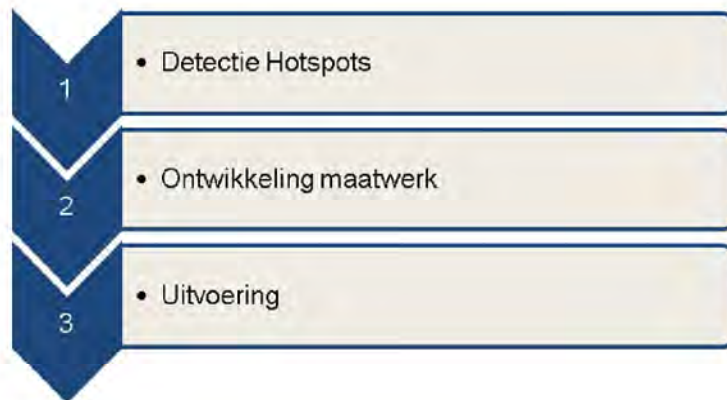 1
• Detectie Hotspots
2
• Ontwikkeling maatwerk
3
• Uitvoering